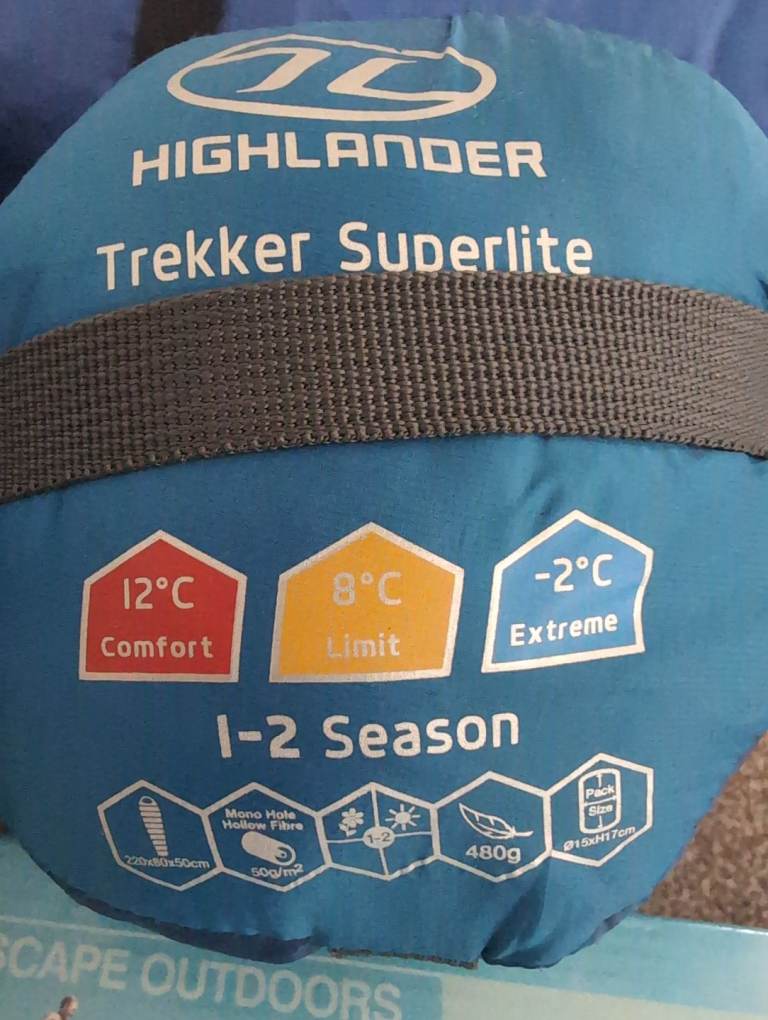 HIGHLANDER
Trekker Superlite
12°C
Comfort
8°C
Limit
-2°C
Extreme
1-2 Season
220x80x50cm
Mono Hole
Hollow Fibre
50g/m²
1-2
480g
Pack
Size
Ø15xH17cm
SCAPE OUTDOORS